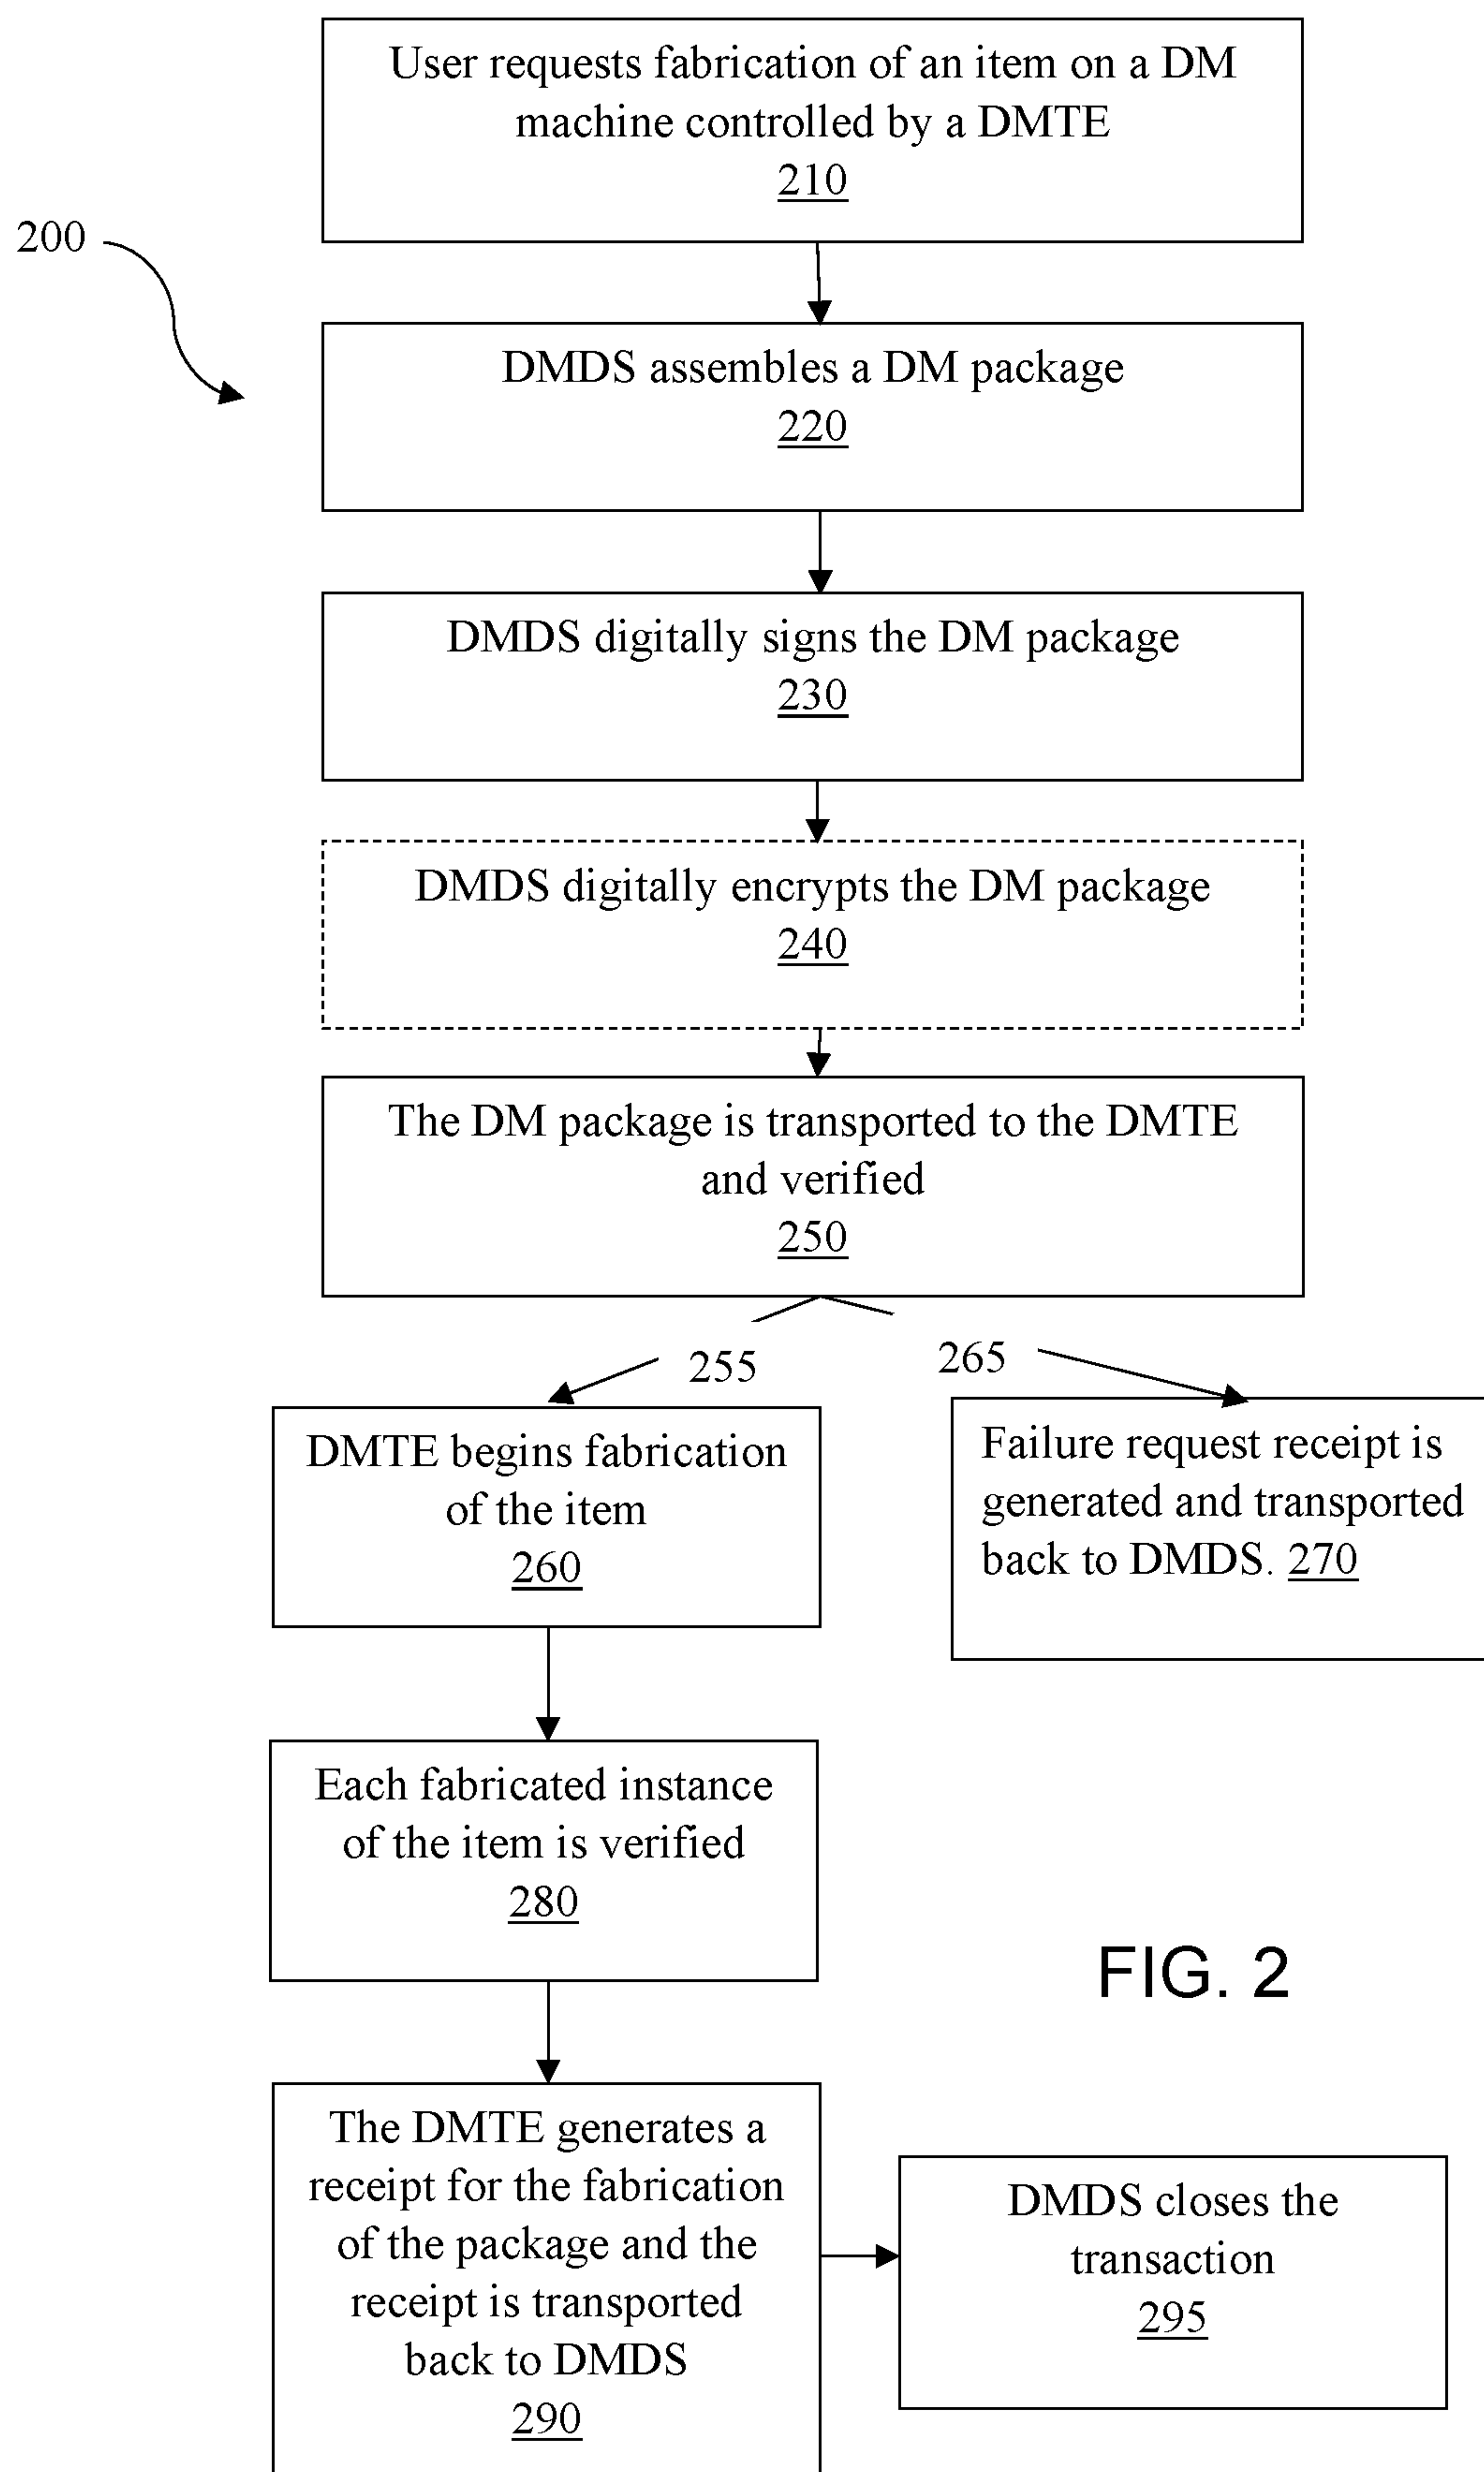 User requests fabrication of an item on a DM
machine controlled by a DMTE
210
200
DMDS assembles a DM package
220
DMDS digitally signs the DM package
230
DMDS digitally encrypts the DM package
240
The DM package is transported to the DMTE
and verified
250
255
265
DMTE begins fabrication
of the item
260
Failure request receipt is
generated and transported
back to DMDS. 270
Each fabricated instance
of the item is verified
280
FIG. 2
The DMTE generates a
receipt for the fabrication
of the package and the
receipt is transported
back to DMDS
290
DMDS closes the
transaction
295